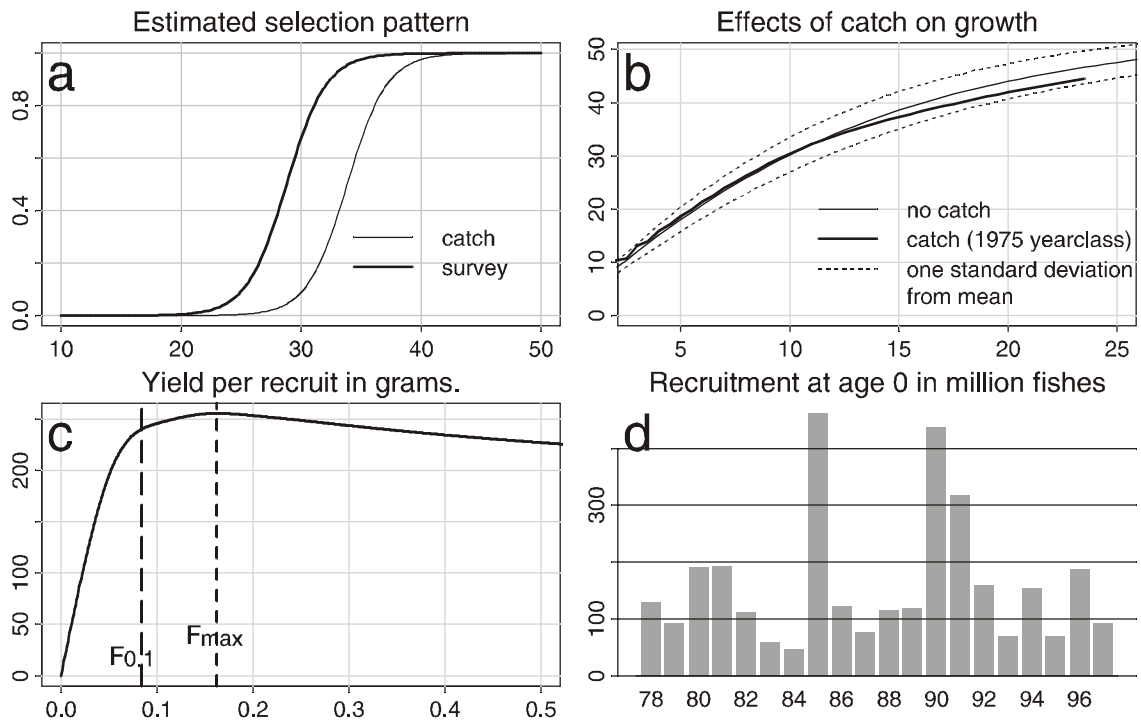 Estimated selection pattern
a
0.8
0.4
0.0
catch
survey
10 20 30 40 50
Effects of catch on growth
b
50
40
30
20
10
0
no catch
catch (1975 yearclass)
one standard deviation
from mean
5 10 15 20 25
Yield per recruit in grams.
c
200
100
50
0
F0.1
Fmax
0.0 0.1 0.2 0.3 0.4 0.5
Recruitment at age 0 in million fishes
d
300
100
0
78 80 82 84 86 88 90 92 94 96